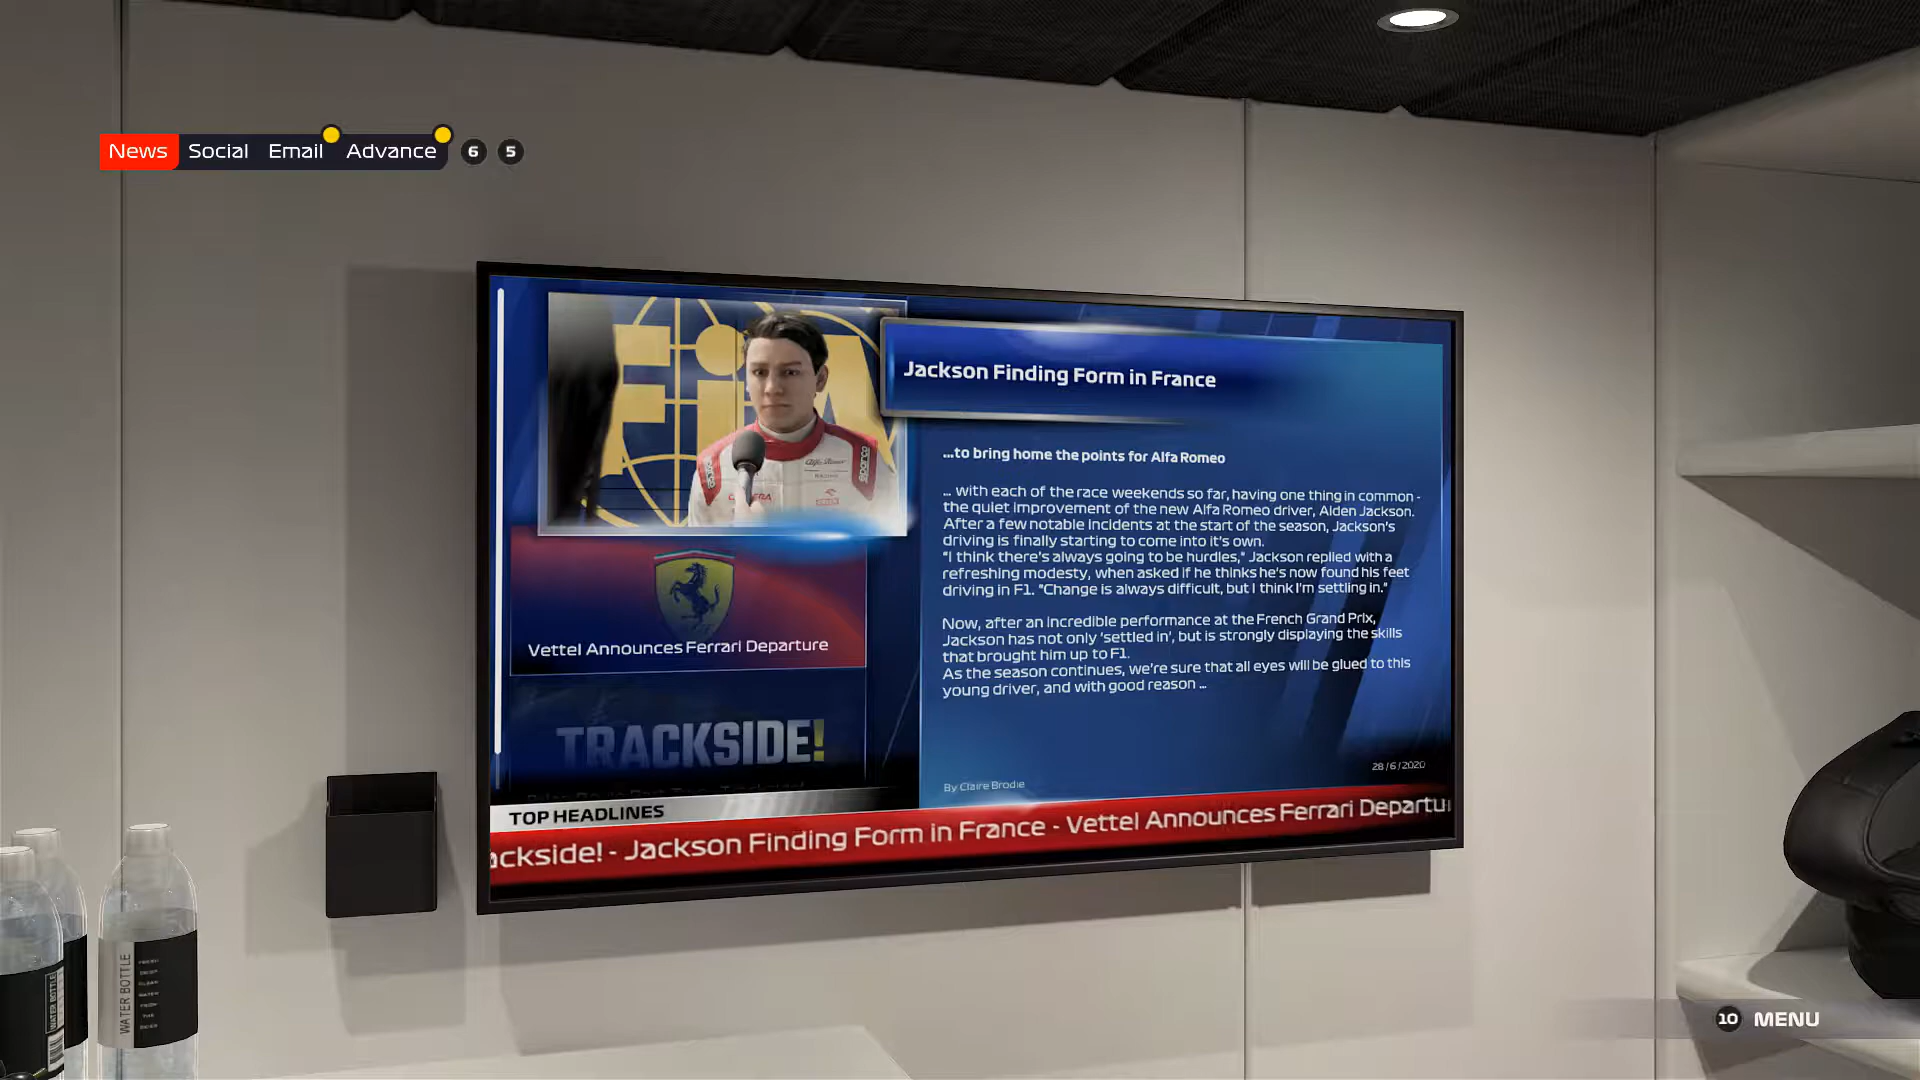 News Social Email Advance 6 5
FIA
Jackson Finding Form in France
...to bring home the points for Alfa Romeo
... with each of the race weekends so far, having one thing in common -
the quiet improvement of the new Alfa Romeo driver, Aiden Jackson.
After a few notable incidents at the start of the season, Jackson's
driving is finally starting to come into it's own.
"I think there's always going to be hurdles," Jackson replied with a
refreshing modesty, when asked if he thinks he's now found his feet
driving in F1. "Change is always difficult, but I think I'm settling in."
Now, after an incredible performance at the French Grand Prix,
Jackson has not only 'settled in', but is strongly displaying the skills
that brought him up to F1.
As the season continues, we're sure that all eyes will be glued to this
young driver, and with good reason ...
28/6/2020
By Claire Brodie
Vettel Announces Ferrari Departure
TRACKSIDE!
TOP HEADLINES
ackside! - Jackson Finding Form in France - Vettel Announces Ferrari Departu
WATER BOTTLE
WATER BOTTLE
10 MENU